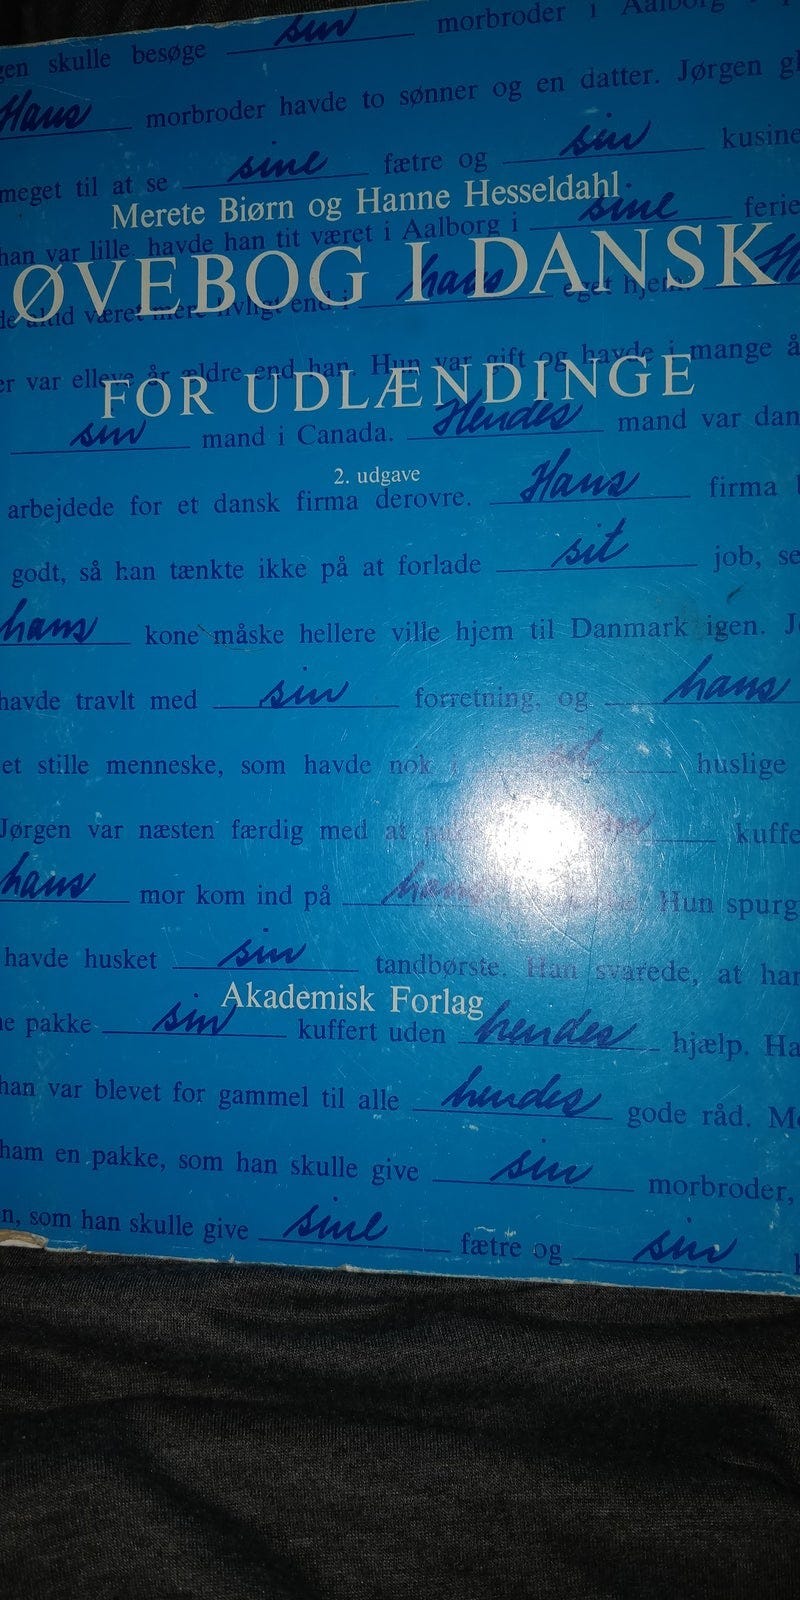 skulle besøge sin morbroder i Aalborg
Hans morbroder havde to sønner og en datter. Jørgen
meget til at se sine fætre og sin kusine
Merete Biørn og Hanne Hesseldahl
han var lille, havde han tit været i Aalborg i sine ferie
ØVEBOG I DANSK
altid været mere livligt end i hans eget hjem.
var elleve år ældre end han. Hun var gift og havde i mange
FOR UDLÆNDINGE
sin mand i Canada. Hendes mand var
2. udgave
arbejdede for et dansk firma derovre. Hans firma
godt, så han tænkte ikke på at forlade sit job,
hans kone måske hellere ville hjem til Danmark igen.
havde travlt med sin forretning, og hans
et stille menneske, som havde nok i sit huslige
Jørgen var næsten færdig med at sin
hans mor kom ind på hans Hun
havde husket sin tandbørste. Han svarede, at
pakke sin kuffert uden hendes hjælp.
han var blevet for gammel til alle hendes gode råd.
Akademisk Forlag
ham en pakke, som han skulle give sin morbroder,
som han skulle give sine fætre og sin